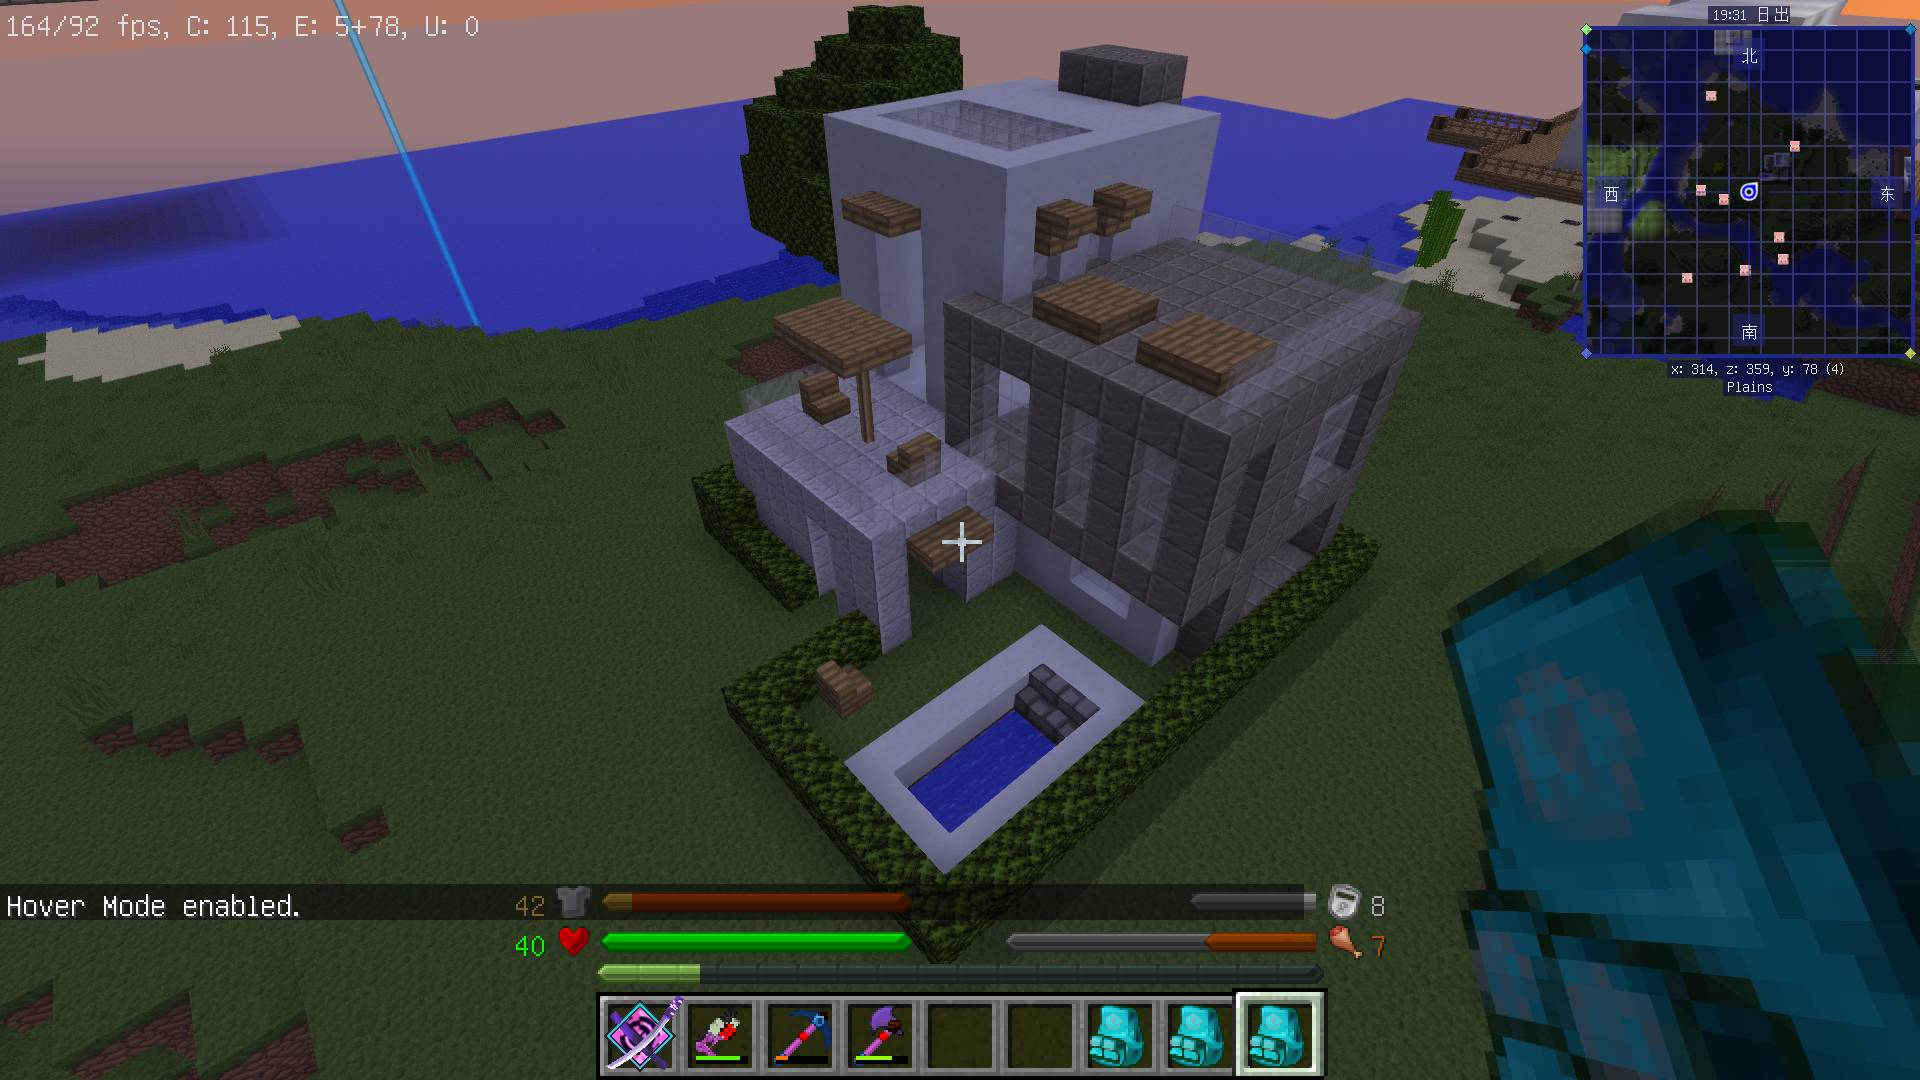 164/92 fps, C: 115, E: 5+78, U: 0
19:31 日出
北
西
东
南
x: 314, z: 359, y: 78 (4)
Plains
Hover Mode enabled.
42
8
40
7